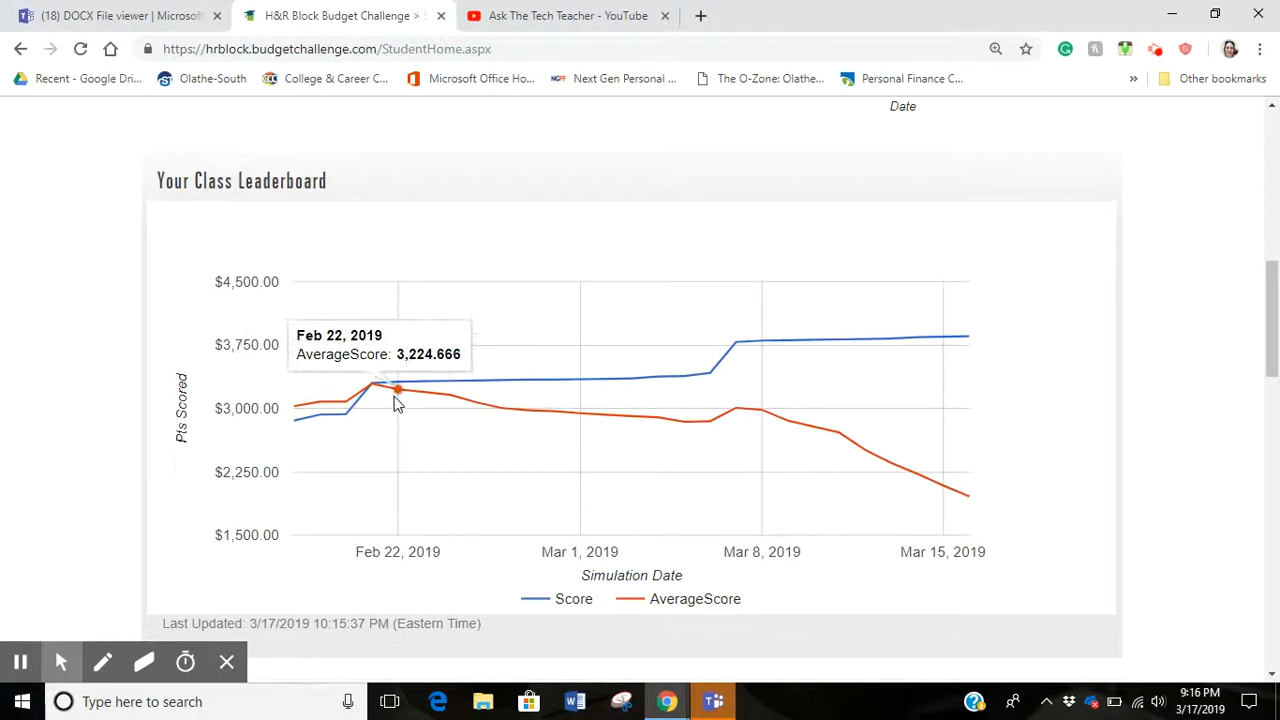 (18) DOCX File viewer | Microsoft
H&R Block Budget Challenge >
Ask The Tech Teacher - YouTube
https://hrblock.budgetchallenge.com/StudentHome.aspx
Recent - Google Dri...
Olathe-South
College & Career C...
Microsoft Office Ho...
Next Gen Personal ...
The O-Zone: Olathe...
Personal Finance C...
Other bookmarks
Date
Your Class Leaderboard
$4,500.00
Feb 22, 2019
$3,750.00
AverageScore: 3,224.666
$3,000.00
Pts Scored
$2,250.00
$1,500.00
Feb 22, 2019
Mar 1, 2019
Mar 8, 2019
Mar 15, 2019
Simulation Date
Score
AverageScore
Last Updated: 3/17/2019 10:15:37 PM (Eastern Time)
Type here to search
9:16 PM
3/17/2019